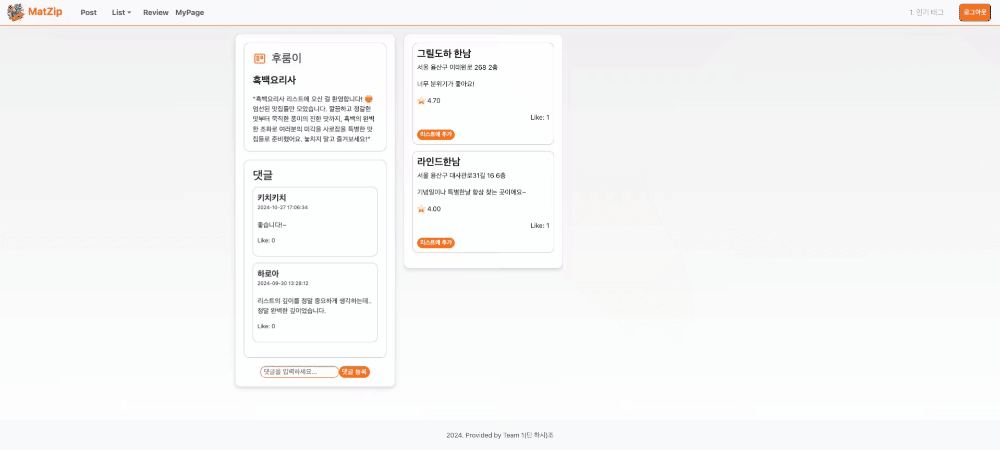 MatZip Post List Review MyPage 1. 인기 태그 로그아웃
후룸이
흑백요리사
"흑백요리사 리스트에 오신 걸 환영합니다!
엄선된 맛집들만 모았습니다. 깔끔하고 정갈한
맛부터 묵직한 풍미의 진한 맛까지, 흑백의 완벽
한 조화로 여러분의 미각을 사로잡을 특별한 맛
집들로 준비했어요. 놓치지 말고 즐겨보세요!"
댓글
키치키치
2024-10-27 17:06:34
좋습니다!~
Like: 0
하로아
2024-09-30 13:28:12
리스트의 깊이를 정말 중요하게 생각하는데..
정말 완벽한 깊이었습니다.
Like: 0
댓글을 입력하세요... 댓글 등록
그릴도하 한남
서울 용산구 이태원로 268 2층
너무 분위기가 좋아요!
4.70
Like: 1
리스트에 추가
라인드한남
서울 용산구 대사관로31길 16 6층
기념일이나 특별한날 항상 찾는 곳이에요~
4.00
Like: 1
리스트에 추가
2024. Provided by Team 1(단 하시)조